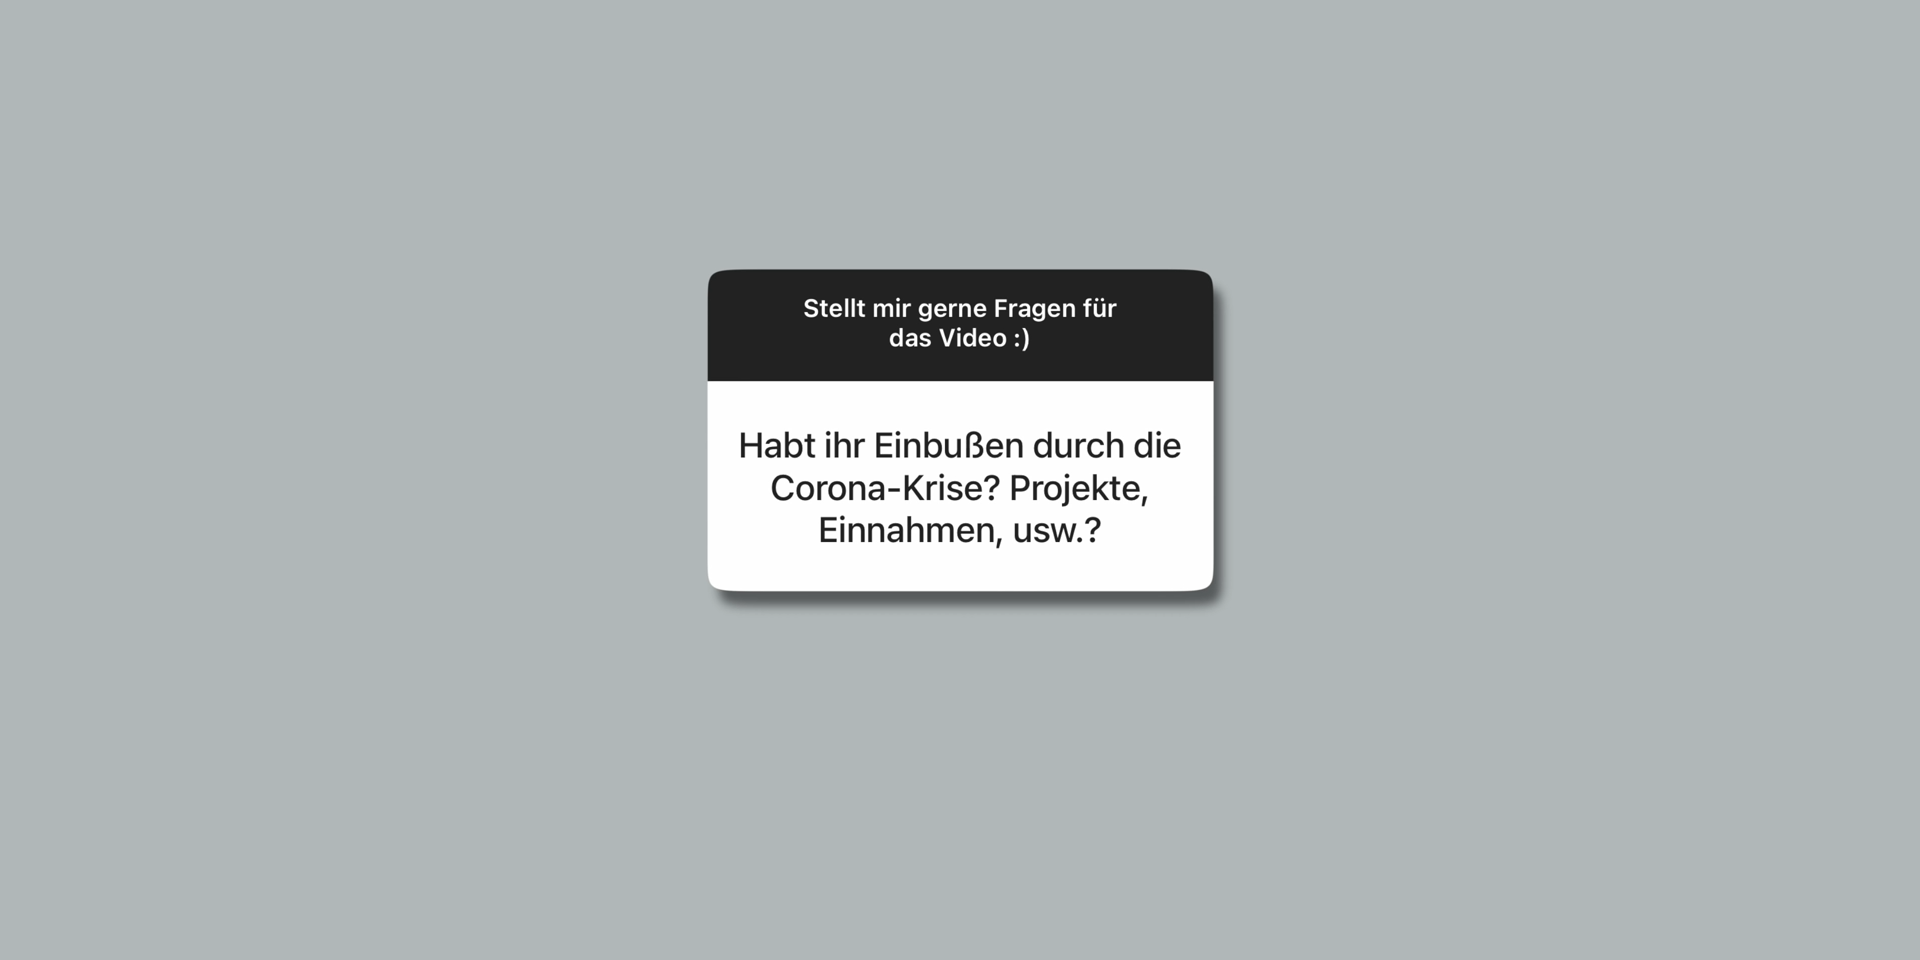 Stellt mir gerne Fragen für
das Video :)
Habt ihr Einbußen durch die
Corona-Krise? Projekte,
Einnahmen, usw.?